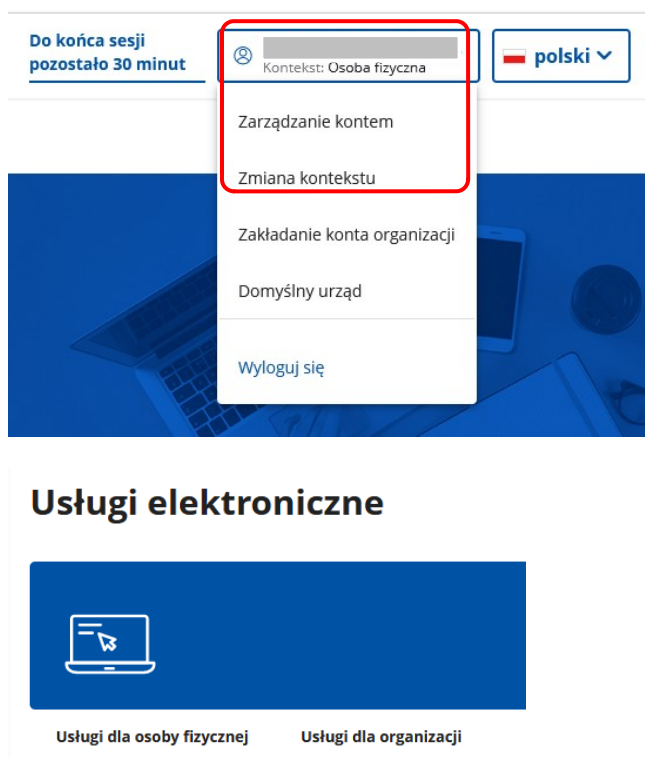 Do końca sesji
pozostało 30 minut
Kontekst: Osoba fizyczna
polski
Zarządzanie kontem
Zmiana kontekstu
Zakładanie konta organizacji
Domyślny urząd
Wyloguj się
Usługi elektroniczne
Usługi dla osoby fizycznej
Usługi dla organizacji